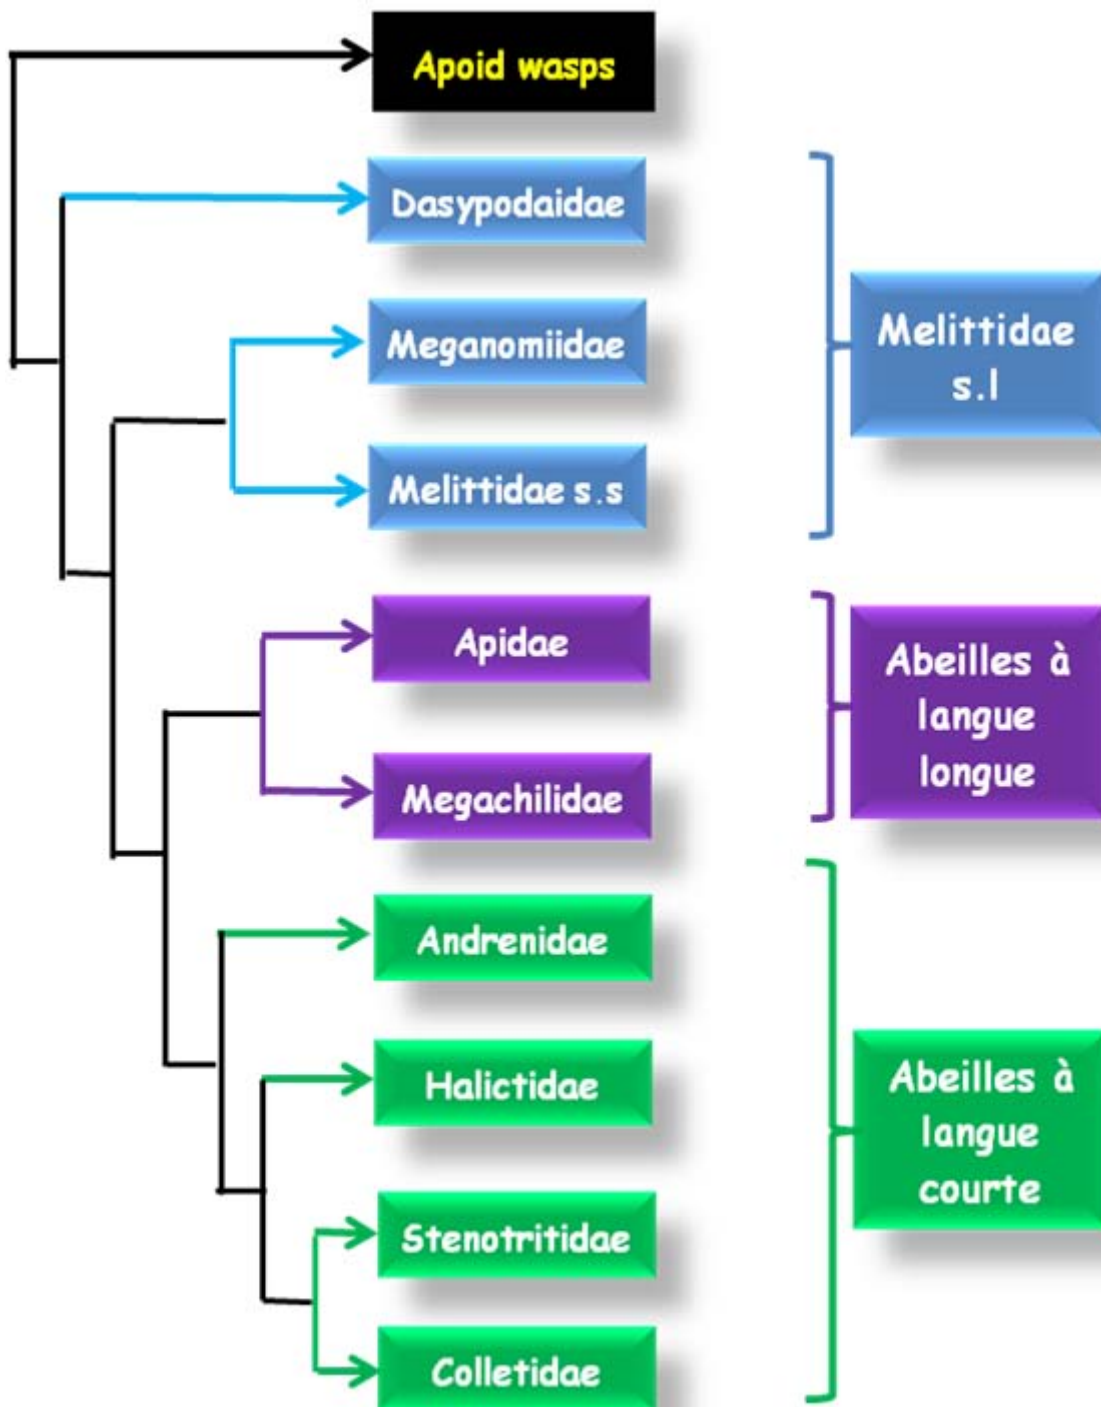 Apoid wasps
Dasypodaidae
Meganomiidae
Melittidae s.s
Melittidae
s.l
Apidae
Megachilidae
Abeilles à
langue
longue
Andrenidae
Halictidae
Stenotritidae
Colletidae
Abeilles à
langue
courte